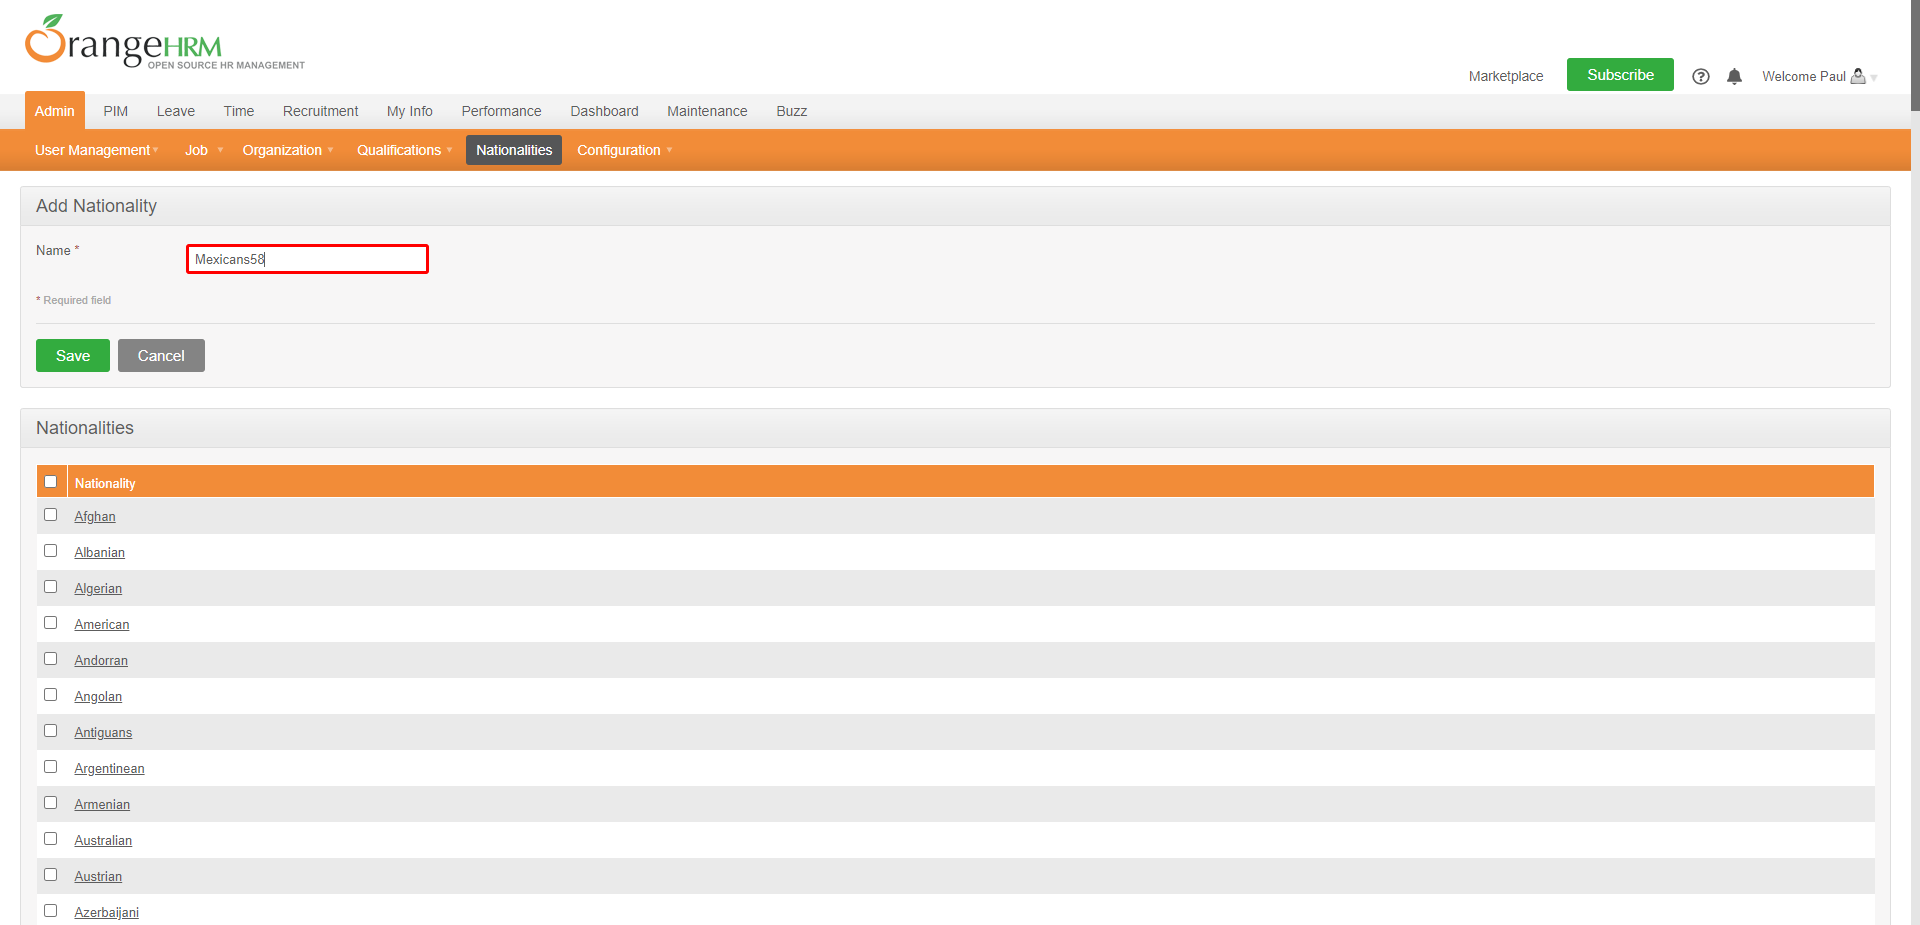 OrangeHRM
OPEN SOURCE HR MANAGEMENT
Marketplace Subscribe Welcome Paul
Admin PIM Leave Time Recruitment My Info Performance Dashboard Maintenance Buzz
User Management Job Organization Qualifications Nationalities Configuration
Add Nationality
Name * Mexicans58
* Required field
Save Cancel
Nationalities
Nationality
Afghan
Albanian
Algerian
American
Andorran
Angolan
Antiguans
Argentinean
Armenian
Australian
Austrian
Azerbaijani